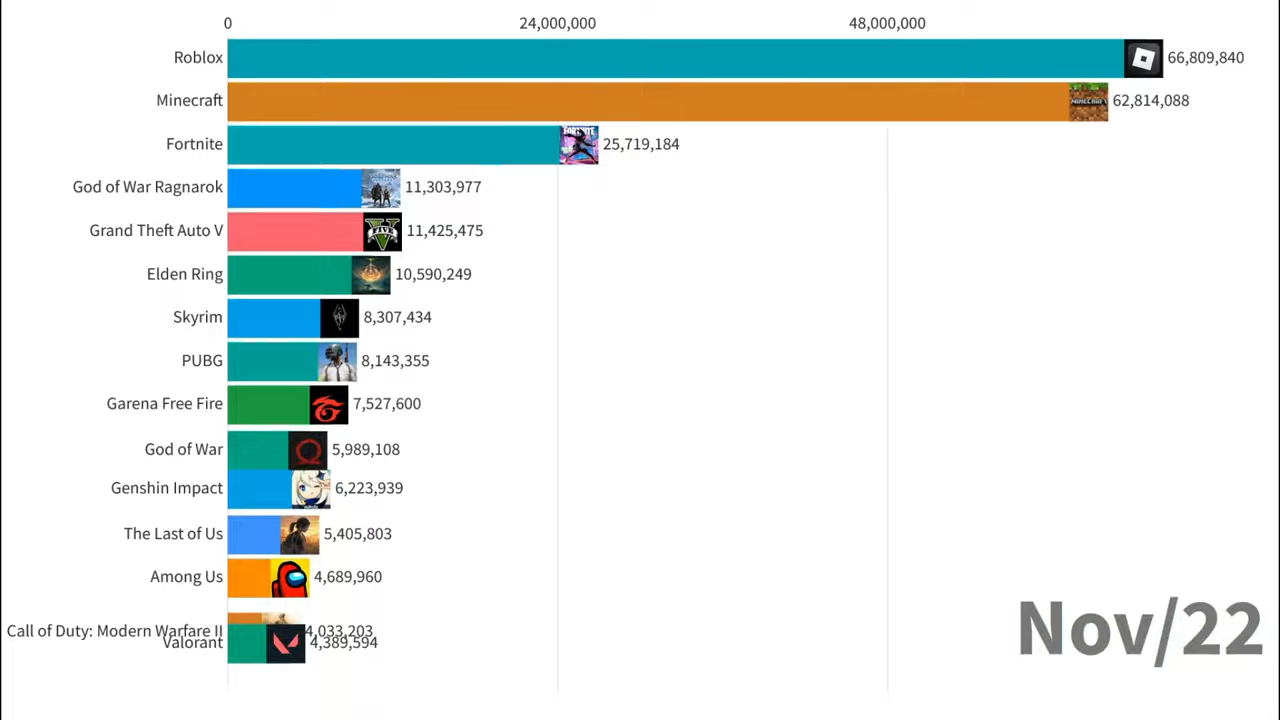 0 24,000,000 48,000,000
Roblox 66,809,840
Minecraft MINECRAFT 62,814,088
Fortnite FORTNITE 25,719,184
God of War Ragnarok 11,303,977
Grand Theft Auto V FIVE 11,425,475
Elden Ring 10,590,249
Skyrim 8,307,434
PUBG 8,143,355
Garena Free Fire 7,527,600
God of War 5,989,108
Genshin Impact 6,223,939
The Last of Us 5,405,803
Among Us 4,689,960
Call of Duty: Modern Warfare II 4,033,203
Valorant 4,389,594
Nov/22